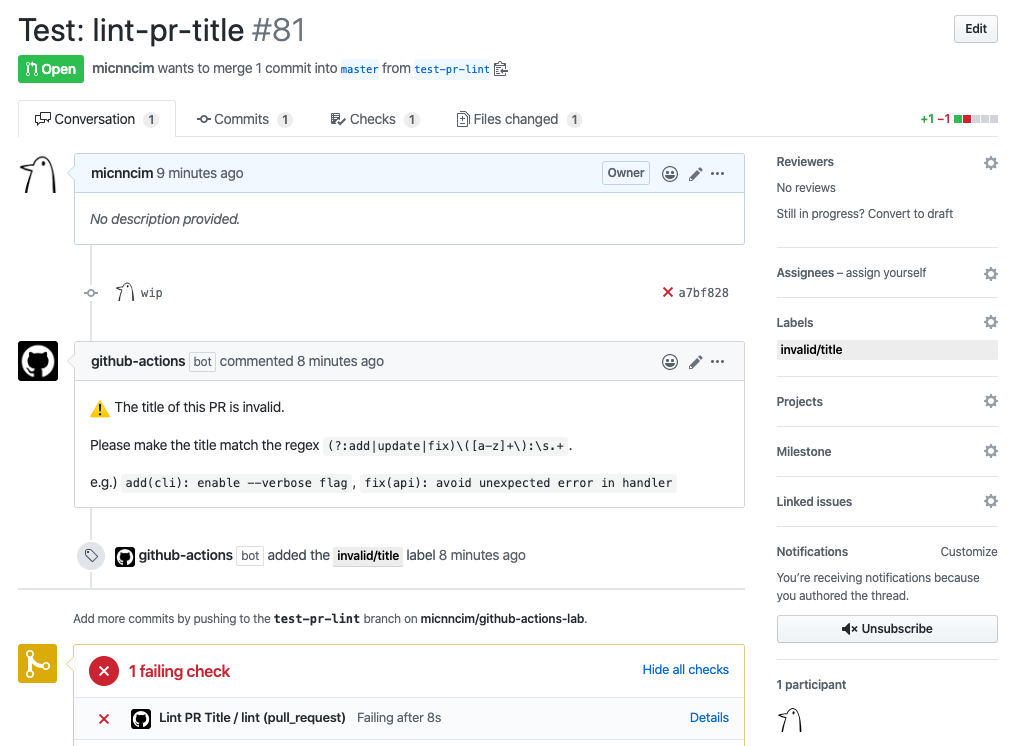 Test: lint-pr-title #81
Edit
Open
micnncim wants to merge 1 commit into master from test-pr-lint
Conversation 1
Commits 1
Checks 1
Files changed 1
+1 −1
micnncim 9 minutes ago
Owner
No description provided.
wip
a7bf828
github-actions bot commented 8 minutes ago
The title of this PR is invalid.
Please make the title match the regex (?:add|update|fix)\([a-z]+\):\s.+ .
e.g.) add(cli): enable --verbose flag , fix(api): avoid unexpected error in handler
github-actions bot added the invalid/title label 8 minutes ago
Add more commits by pushing to the test-pr-lint branch on micnncim/github-actions-lab.
1 failing check
Hide all checks
Lint PR Title / lint (pull_request) Failing after 8s
Details
Reviewers
No reviews
Still in progress? Convert to draft
Assignees – assign yourself
Labels
invalid/title
Projects
Milestone
Linked issues
Notifications
Customize
You’re receiving notifications because
you authored the thread.
Unsubscribe
1 participant